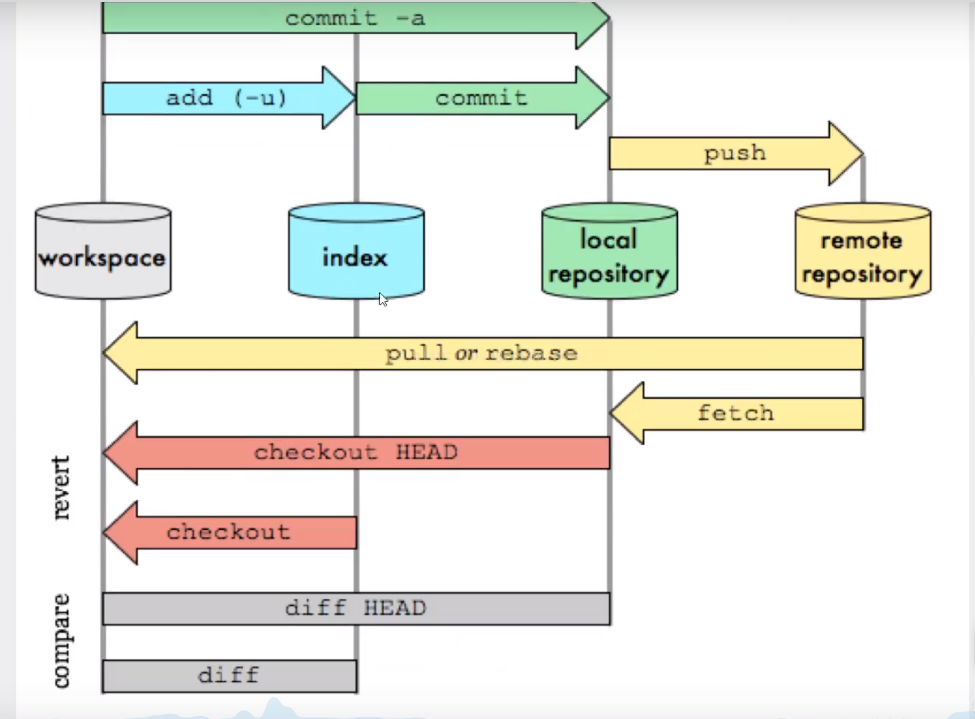 commit -a
add (-u)
commit
push
workspace
index
local
repository
remote
repository
pull or rebase
fetch
checkout HEAD
revert
checkout
diff HEAD
compare
diff